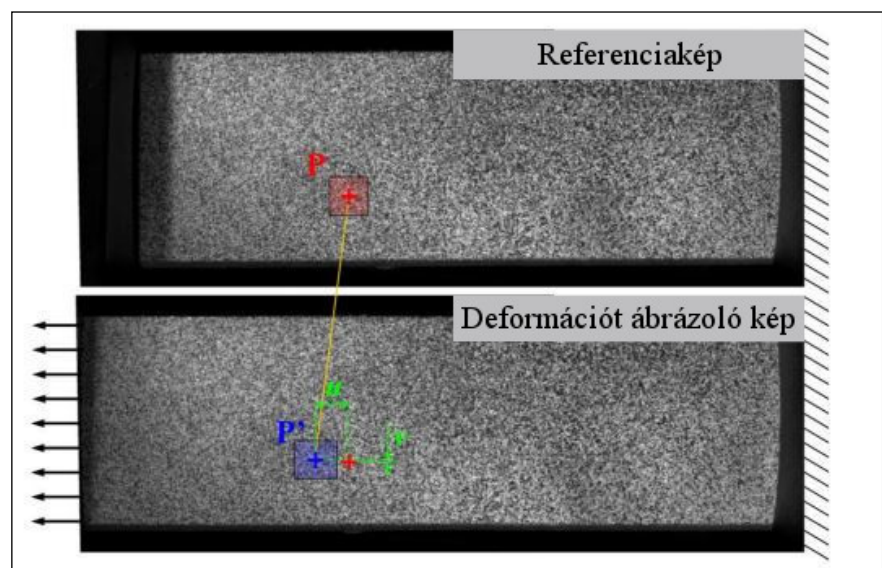 Referenciakép
P
Deformációt ábrázoló kép
u
P'
v